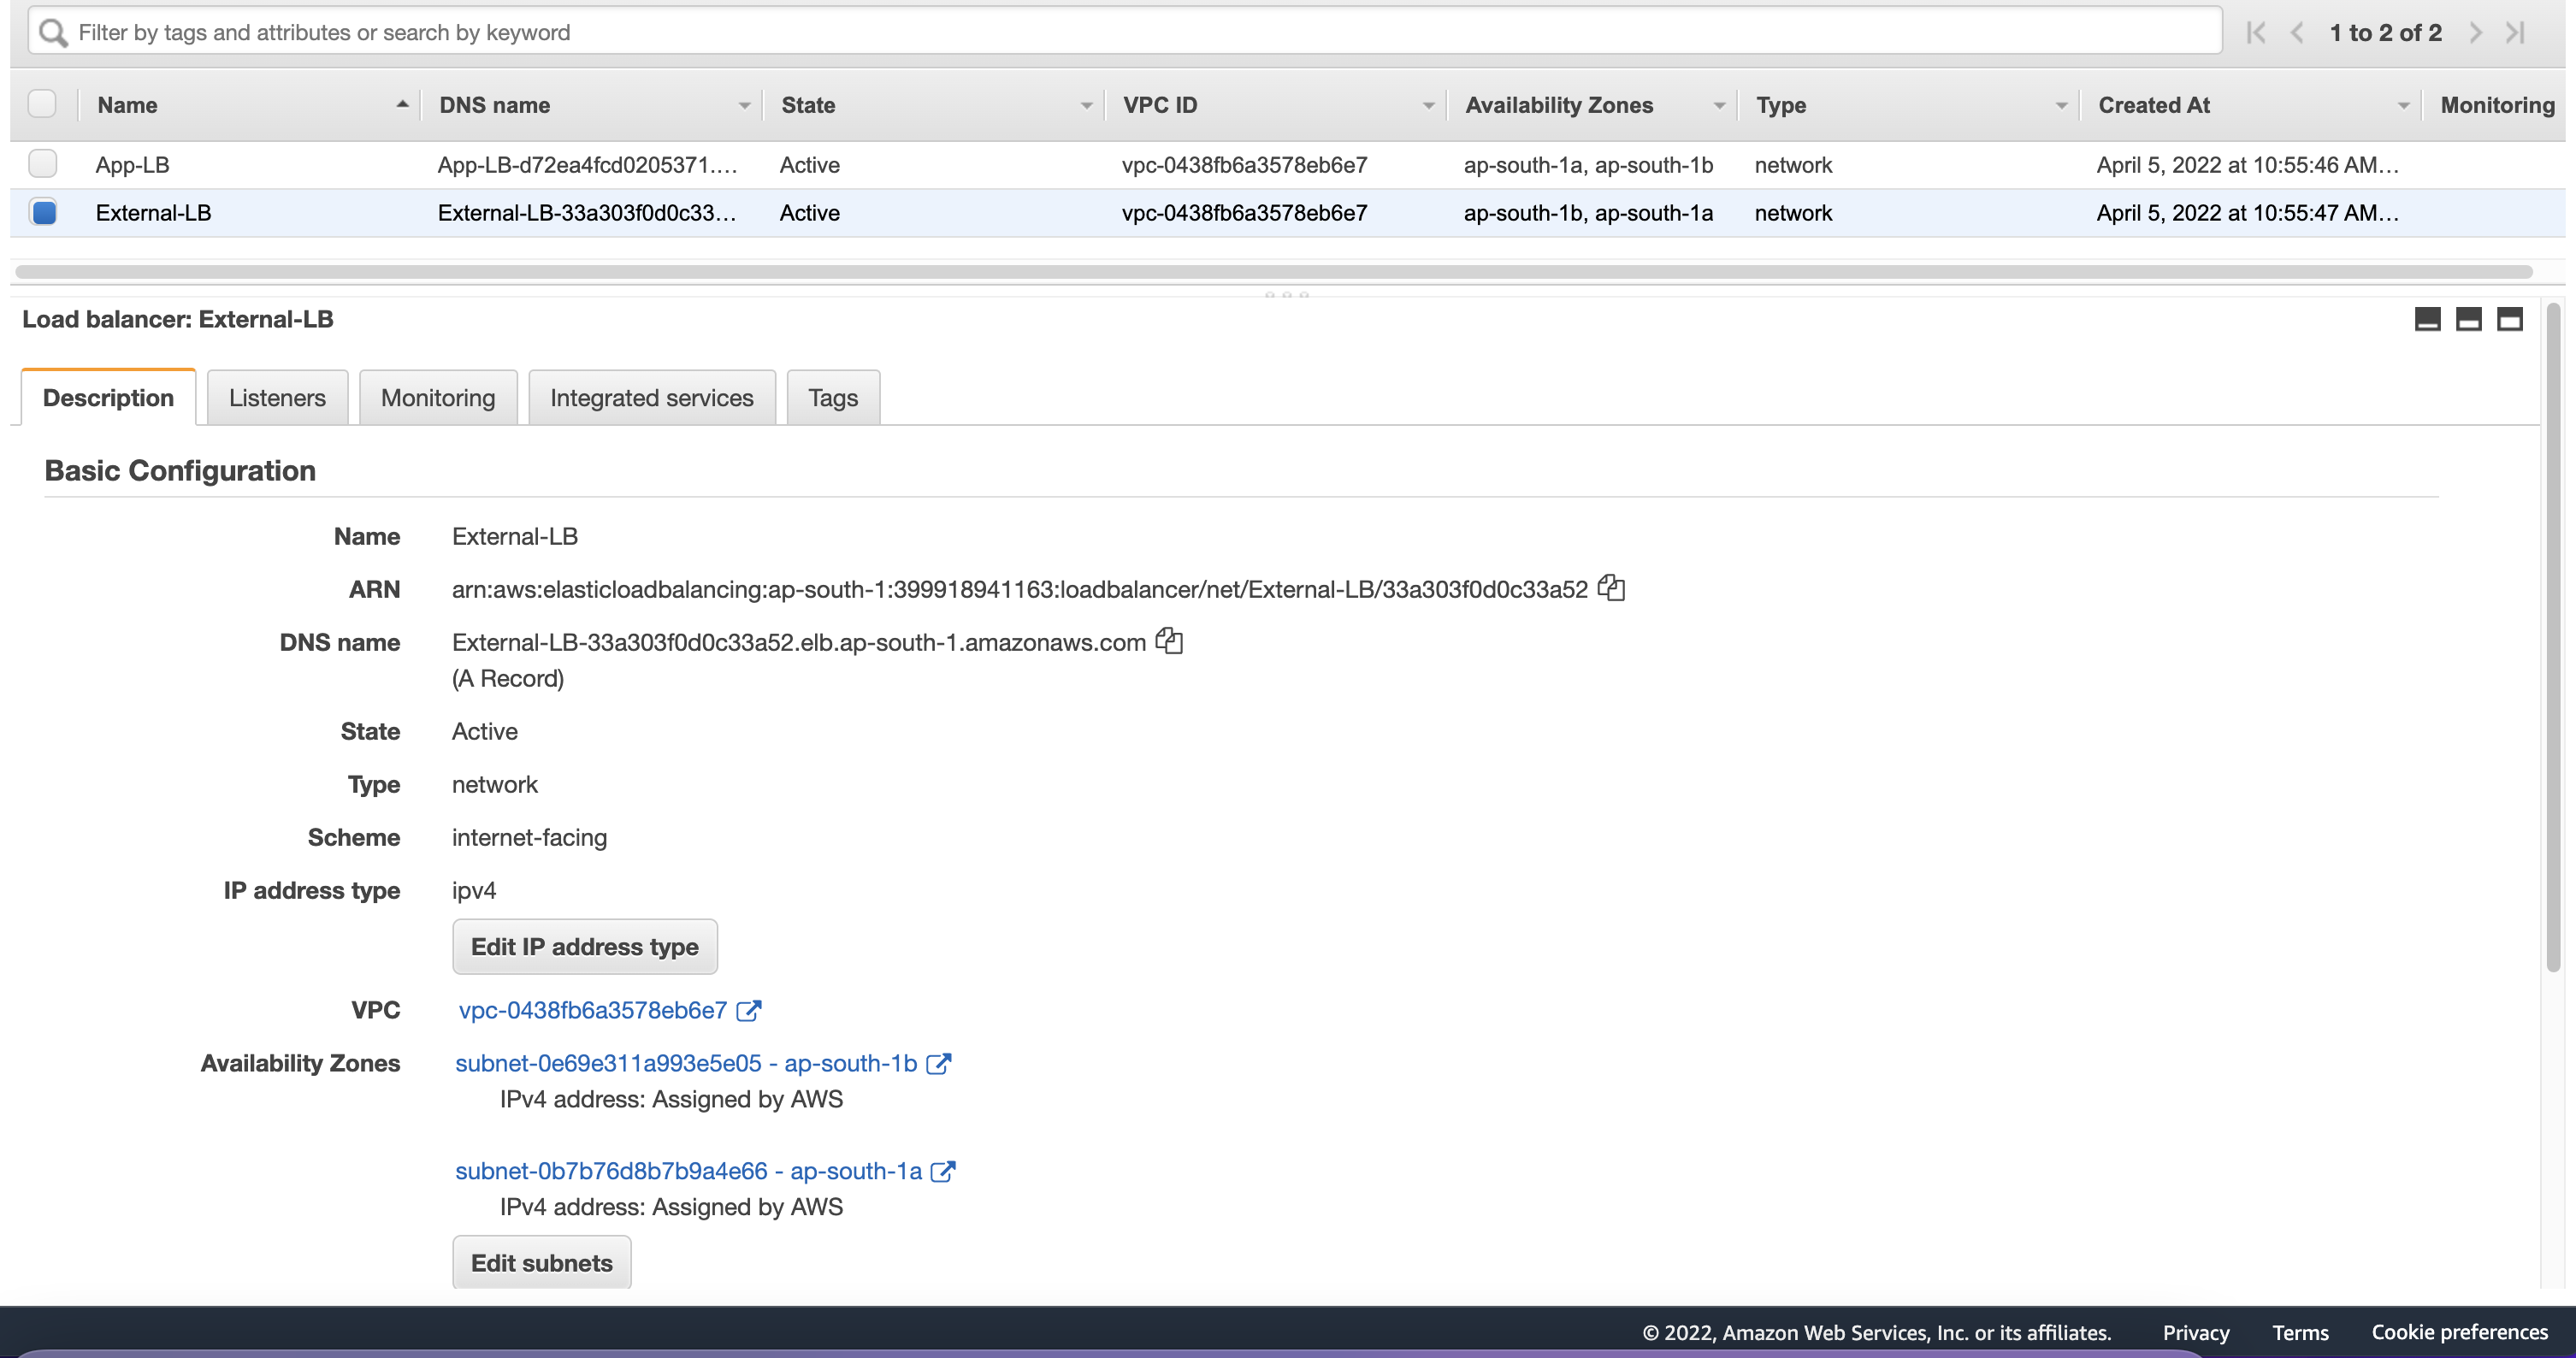 Filter by tags and attributes or search by keyword 1 to 2 of 2
Name DNS name State VPC ID Availability Zones Type Created At Monitoring
App-LB App-LB-d72ea4fcd0205371.... Active vpc-0438fb6a3578eb6e7 ap-south-1a, ap-south-1b network April 5, 2022 at 10:55:46 AM...
External-LB External-LB-33a303f0d0c33... Active vpc-0438fb6a3578eb6e7 ap-south-1b, ap-south-1a network April 5, 2022 at 10:55:47 AM...
Load balancer: External-LB
Description Listeners Monitoring Integrated services Tags
Basic Configuration
Name External-LB
ARN arn:aws:elasticloadbalancing:ap-south-1:399918941163:loadbalancer/net/External-LB/33a303f0d0c33a52
DNS name External-LB-33a303f0d0c33a52.elb.ap-south-1.amazonaws.com
(A Record)
State Active
Type network
Scheme internet-facing
IP address type ipv4
Edit IP address type
VPC vpc-0438fb6a3578eb6e7
Availability Zones subnet-0e69e311a993e5e05 - ap-south-1b
IPv4 address: Assigned by AWS
subnet-0b7b76d8b7b9a4e66 - ap-south-1a
IPv4 address: Assigned by AWS
Edit subnets
© 2022, Amazon Web Services, Inc. or its affiliates. Privacy Terms Cookie preferences